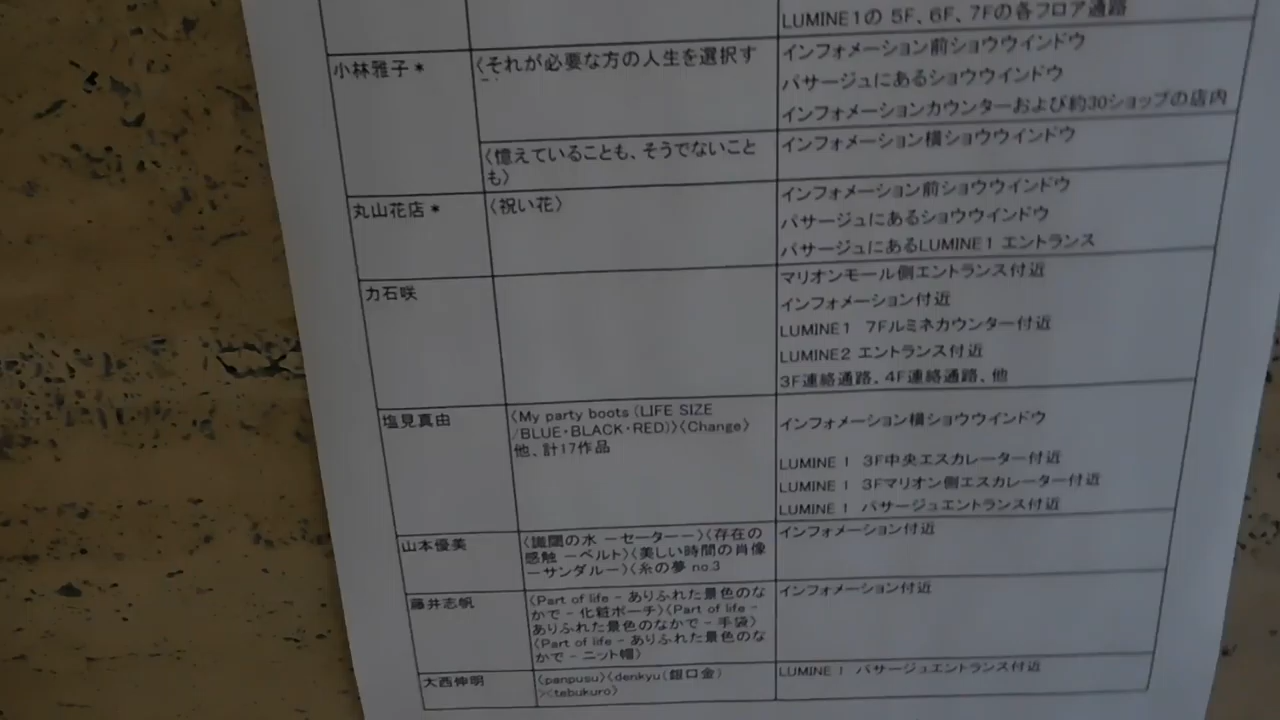 LUMINE1の 5F、6F、7Fの各フロア通路
小林雅子*
〈それが必要な方の人生を選択す
インフォメーション前ショウウインドウ
パサージュにあるショウウインドウ
インフォメーションカウンターおよび約30ショップの店内
〈憶えていることも、そうでないこと
も〉
インフォメーション横ショウウインドウ
丸山花店*
〈祝い花〉
インフォメーション前ショウウインドウ
パサージュにあるショウウインドウ
パサージュにあるLUMINE1 エントランス
力石咲
マリオンモール側エントランス付近
インフォメーション付近
LUMINE1 7Fルミネカウンター付近
LUMINE2 エントランス付近
3F連絡通路、4F連絡通路、他
塩見真由
〈My party boots (LIFE SIZE
/BLUE・BLACK・RED)〉〈Change〉
他、計17作品
インフォメーション横ショウウインドウ
LUMINE 1 3F中央エスカレーター付近
LUMINE 1 3Fマリオン側エスカレーター付近
LUMINE 1 パサージュエントランス付近
山本優美
〈識閾の水 ーセーターー〉〈存在の
感触 ーベルト〉〈美しい時間の肖像
ーサンダルー〉〈糸の夢 no.3
インフォメーション付近
藤井志帆
〈Part of life - ありふれた景色のな
かで - 化粧ポーチ〉〈Part of life -
ありふれた景色のなかで - 手袋〉
〈Part of life - ありふれた景色のな
かで - ニット帽〉
インフォメーション付近
大西伸明
〈panpusu〉〈denkyu(銀口金)
〉〈tebukuro〉
LUMINE 1 パサージュエントランス付近